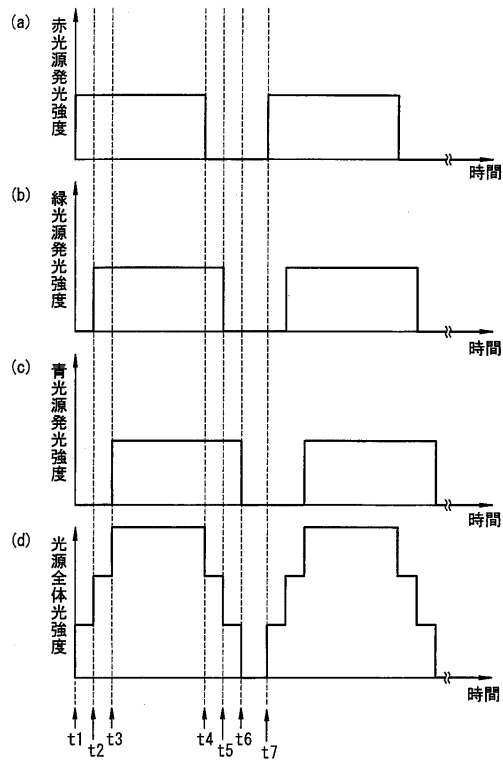 (a)
赤光源発光強度
時間
(b)
緑光源発光強度
時間
(c)
青光源発光強度
時間
(d)
光源全体光強度
時間
t1
t2
t3
t4
t5
t6
t7